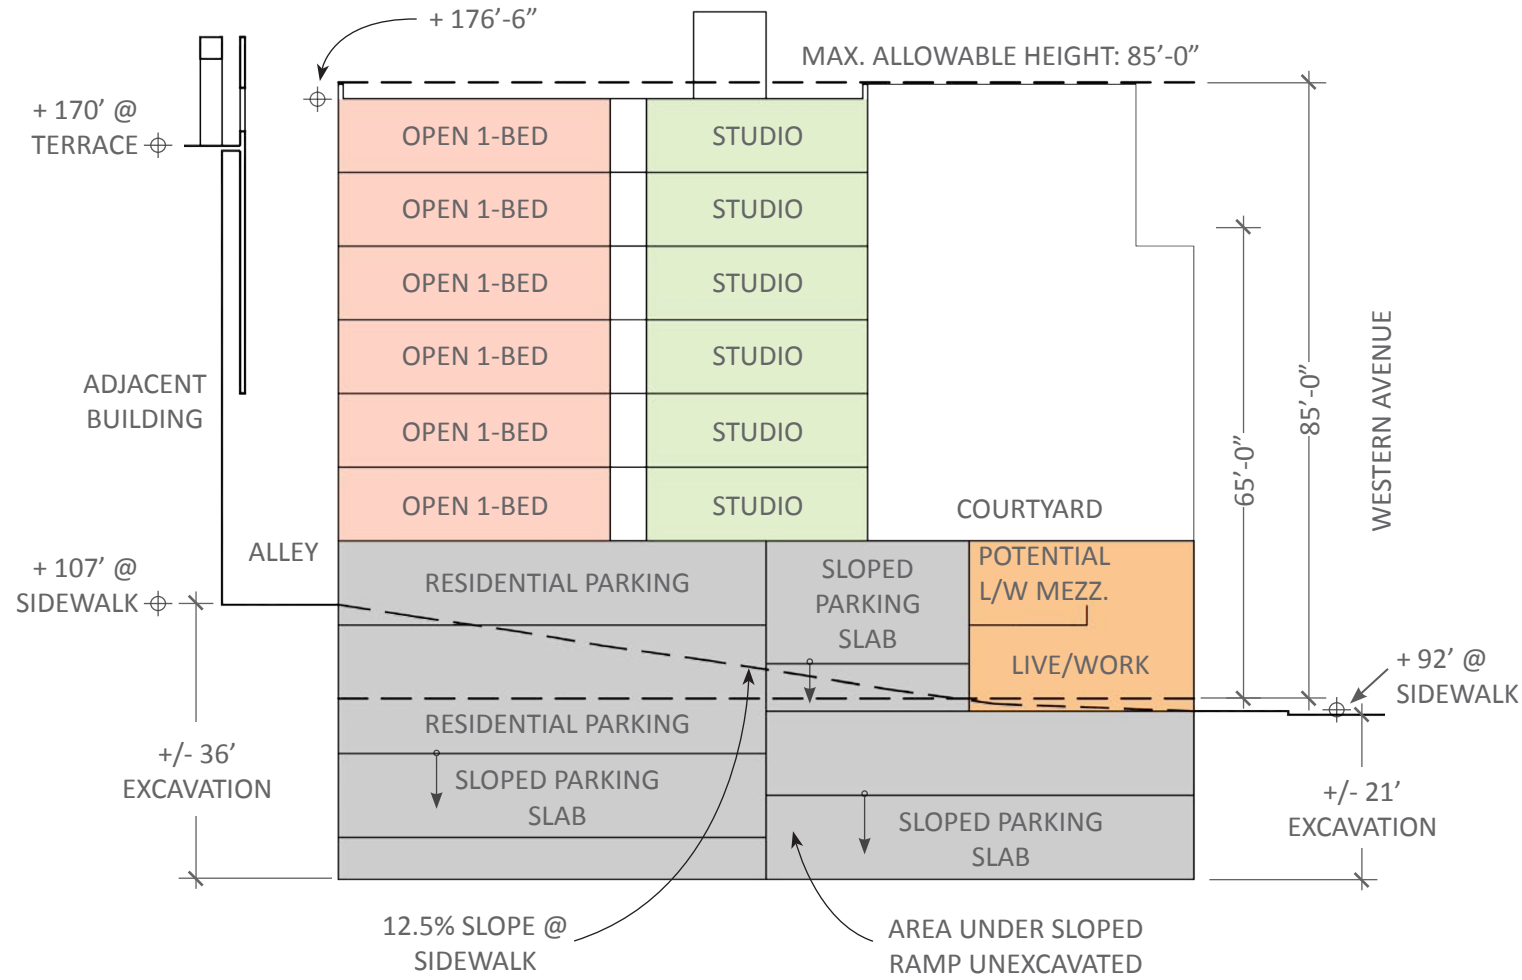 + 176’-6”
MAX. ALLOWABLE HEIGHT: 85’-0”
+ 170’ @
TERRACE
OPEN 1-BED
STUDIO
OPEN 1-BED
STUDIO
OPEN 1-BED
STUDIO
OPEN 1-BED
STUDIO
OPEN 1-BED
STUDIO
OPEN 1-BED
STUDIO
ADJACENT
BUILDING
85’-0”
65’-0”
WESTERN AVENUE
COURTYARD
ALLEY
+ 107’ @
SIDEWALK
RESIDENTIAL PARKING
SLOPED
PARKING
SLAB
POTENTIAL
L/W MEZZ.
LIVE/WORK
+ 92’ @
SIDEWALK
RESIDENTIAL PARKING
+/- 36’
EXCAVATION
SLOPED PARKING
SLAB
SLOPED PARKING
SLAB
+/- 21’
EXCAVATION
12.5% SLOPE @
SIDEWALK
AREA UNDER SLOPED
RAMP UNEXCAVATED